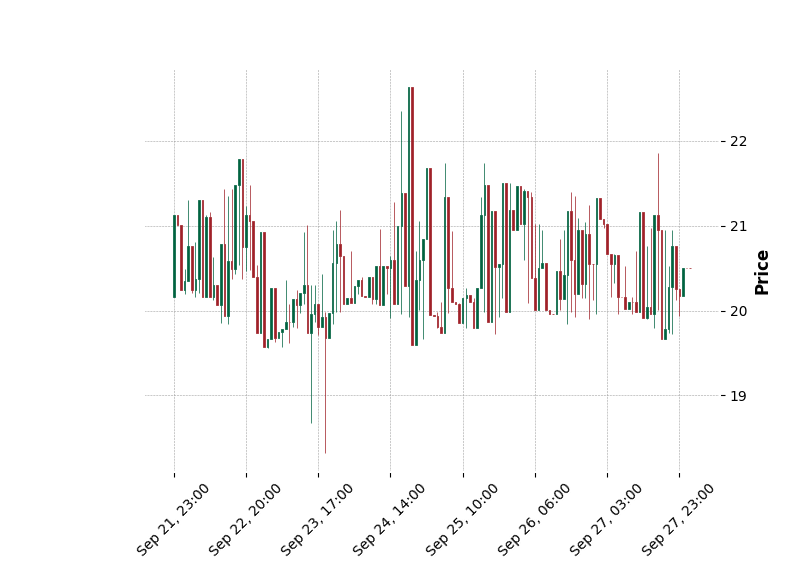 22
21
20
19
Price
Sep 21, 23:00
Sep 22, 20:00
Sep 23, 17:00
Sep 24, 14:00
Sep 25, 10:00
Sep 26, 06:00
Sep 27, 03:00
Sep 27, 23:00